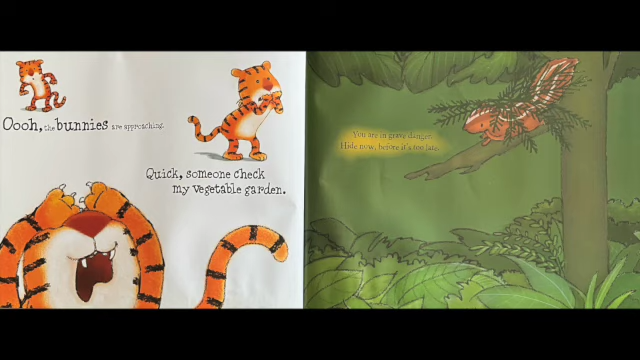 Oooh, the bunnies are approaching.
Quick, someone check
my vegetable garden.
You are in grave danger.
Hide now, before it's too late.